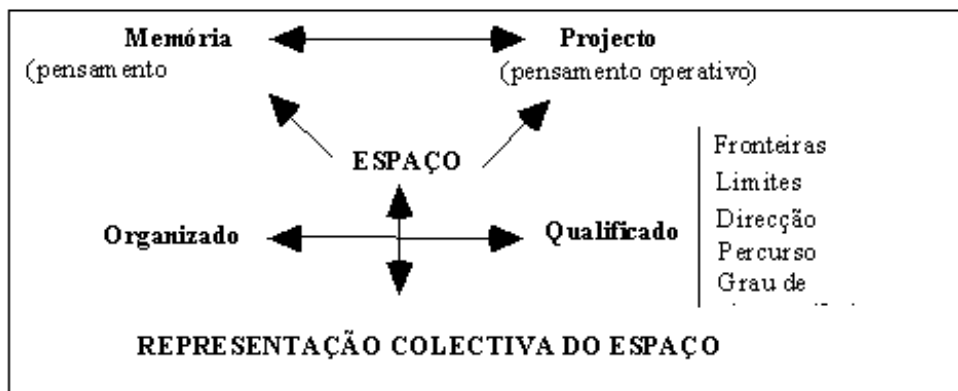 Memória
Projecto
(pensamento
(pensamento operativo)
ESPAÇO
Organizado
Qualificado
Fronteiras
Limites
Direcção
Percurso
Grau de
REPRESENTAÇÃO COLECTIVA DO ESPAÇO